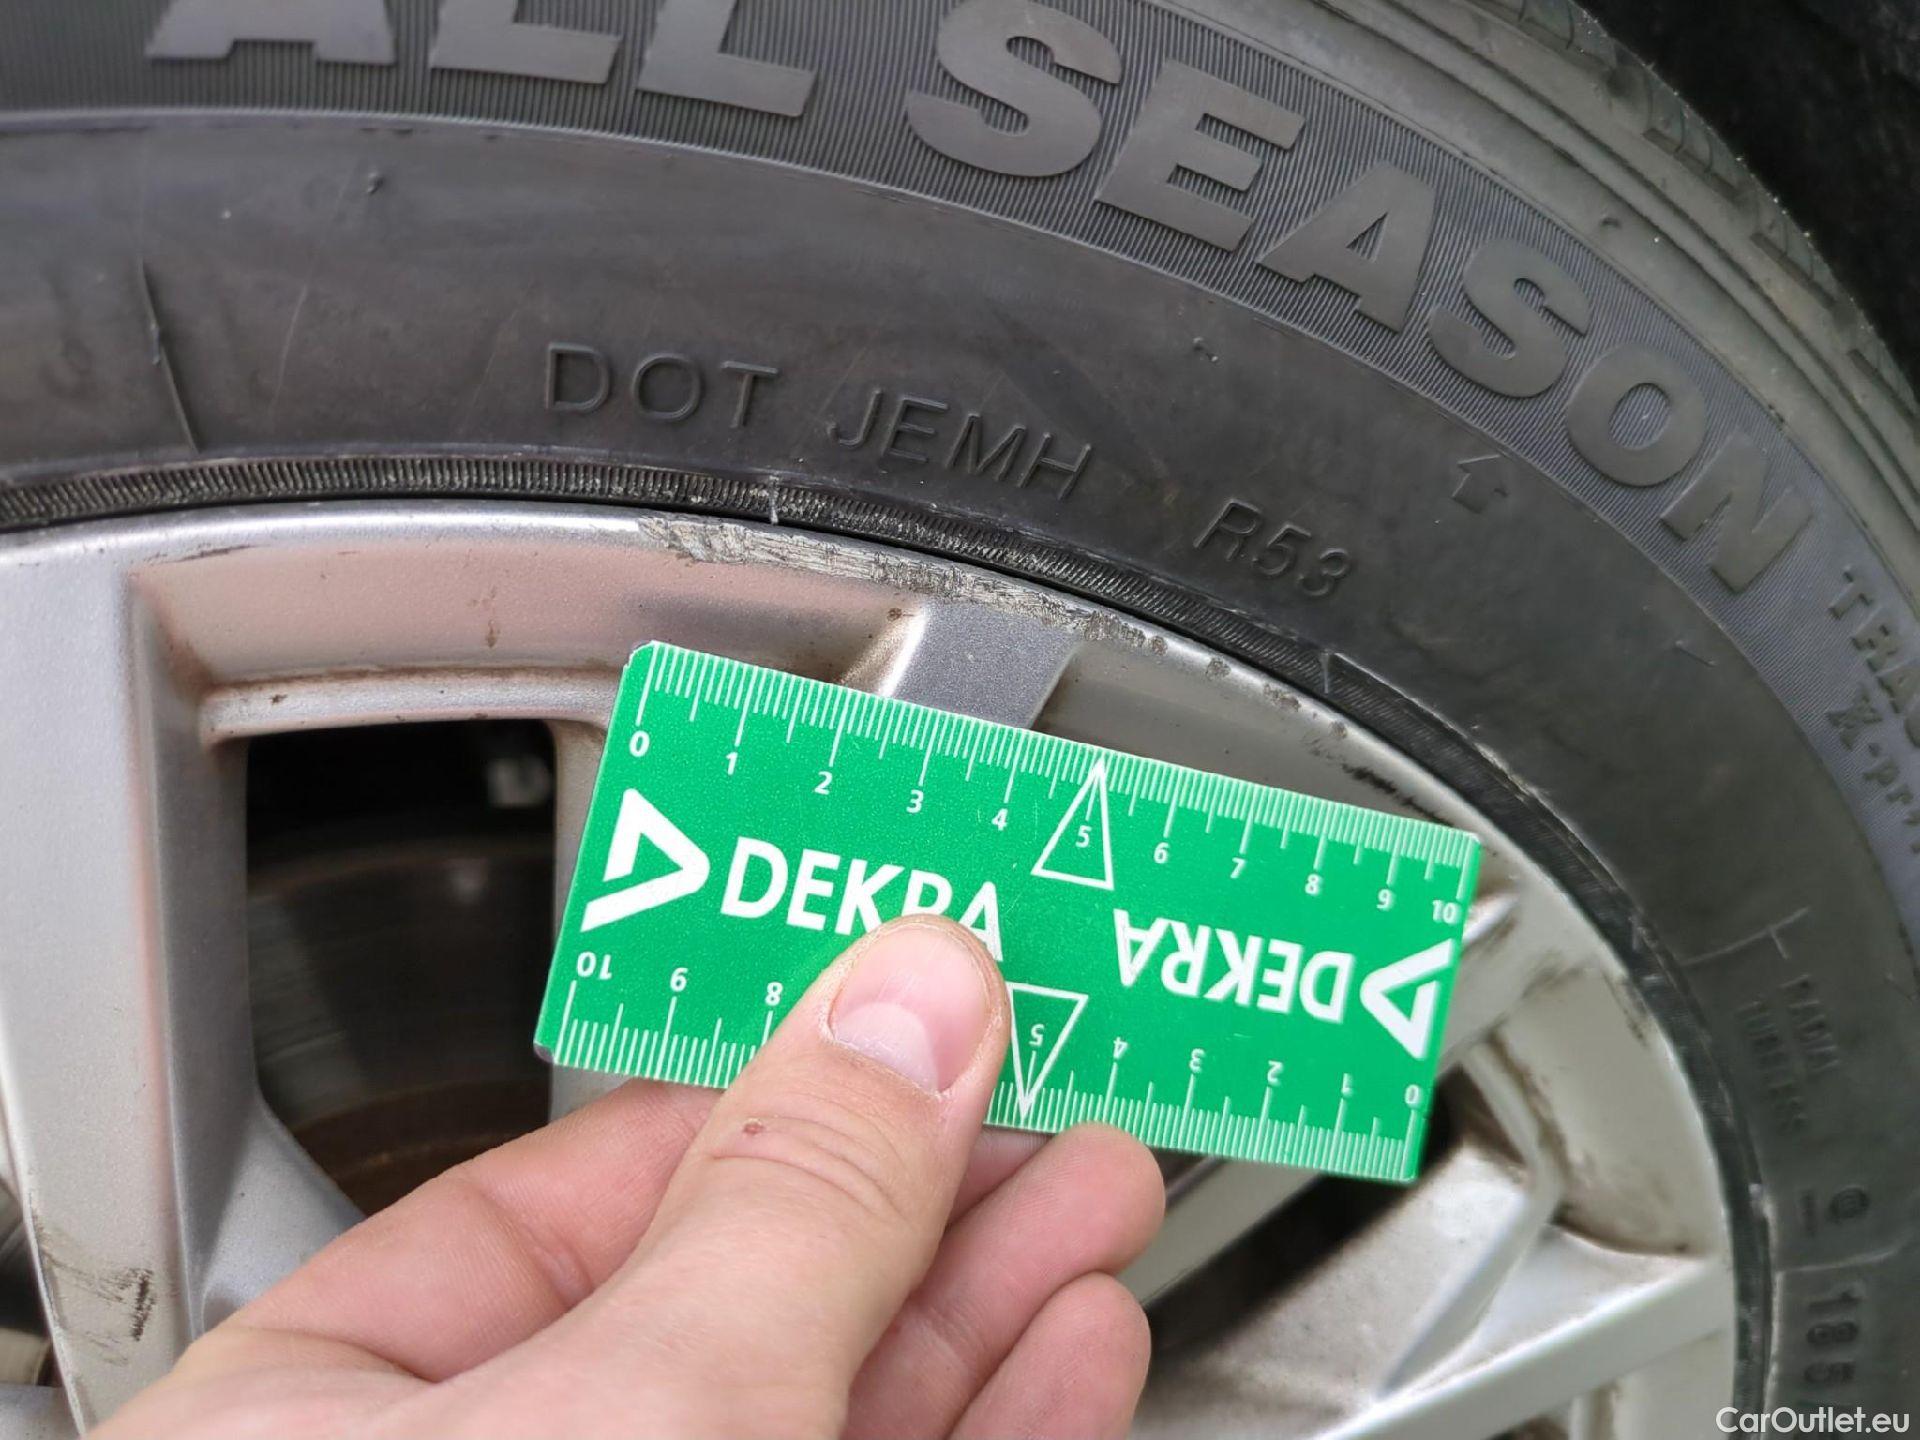 ALL SEASON
DOT JEMH R53
0 1 2 3 4 5 6 7 8 9 10
DEKRA
DEKRA
10 9 8
5 4 3 2 1 0
185
CarOutlet.eu